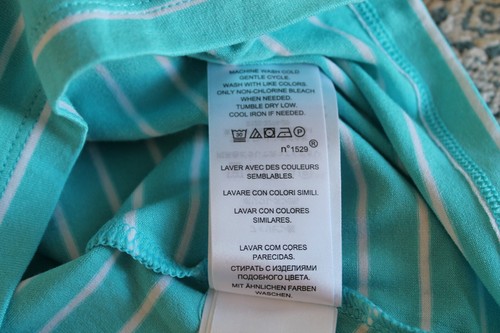 MACHINE WASH COLD
GENTLE CYCLE.
WASH WITH LIKE COLORS.
ONLY NON-CHLORINE BLEACH
WHEN NEEDED.
TUMBLE DRY LOW.
COOL IRON IF NEEDED.
n°1529®
LAVER AVEC DES COULEURS
SEMBLABLES.
LAVARE CON COLORI SIMILI.
LAVAR CON COLORES
SIMILARES.
LAVAR COM CORES
PARECIDAS.
СТИРАТЬ С ИЗДЕЛИЯМИ
ПОДОБНОГО ЦВЕТА.
MIT ÄHNLICHEN FARBEN
WASCHEN.